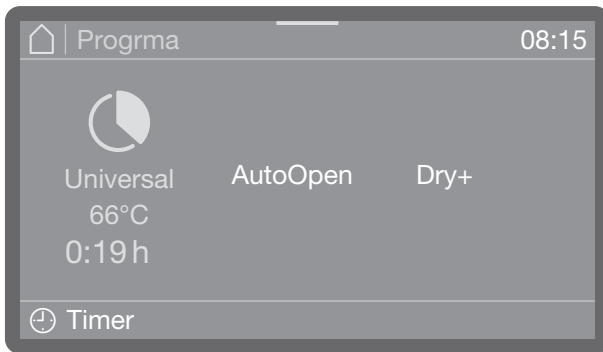 Progrma
08:15
Universal
66°C
0:19 h
AutoOpen
Dry+
Timer